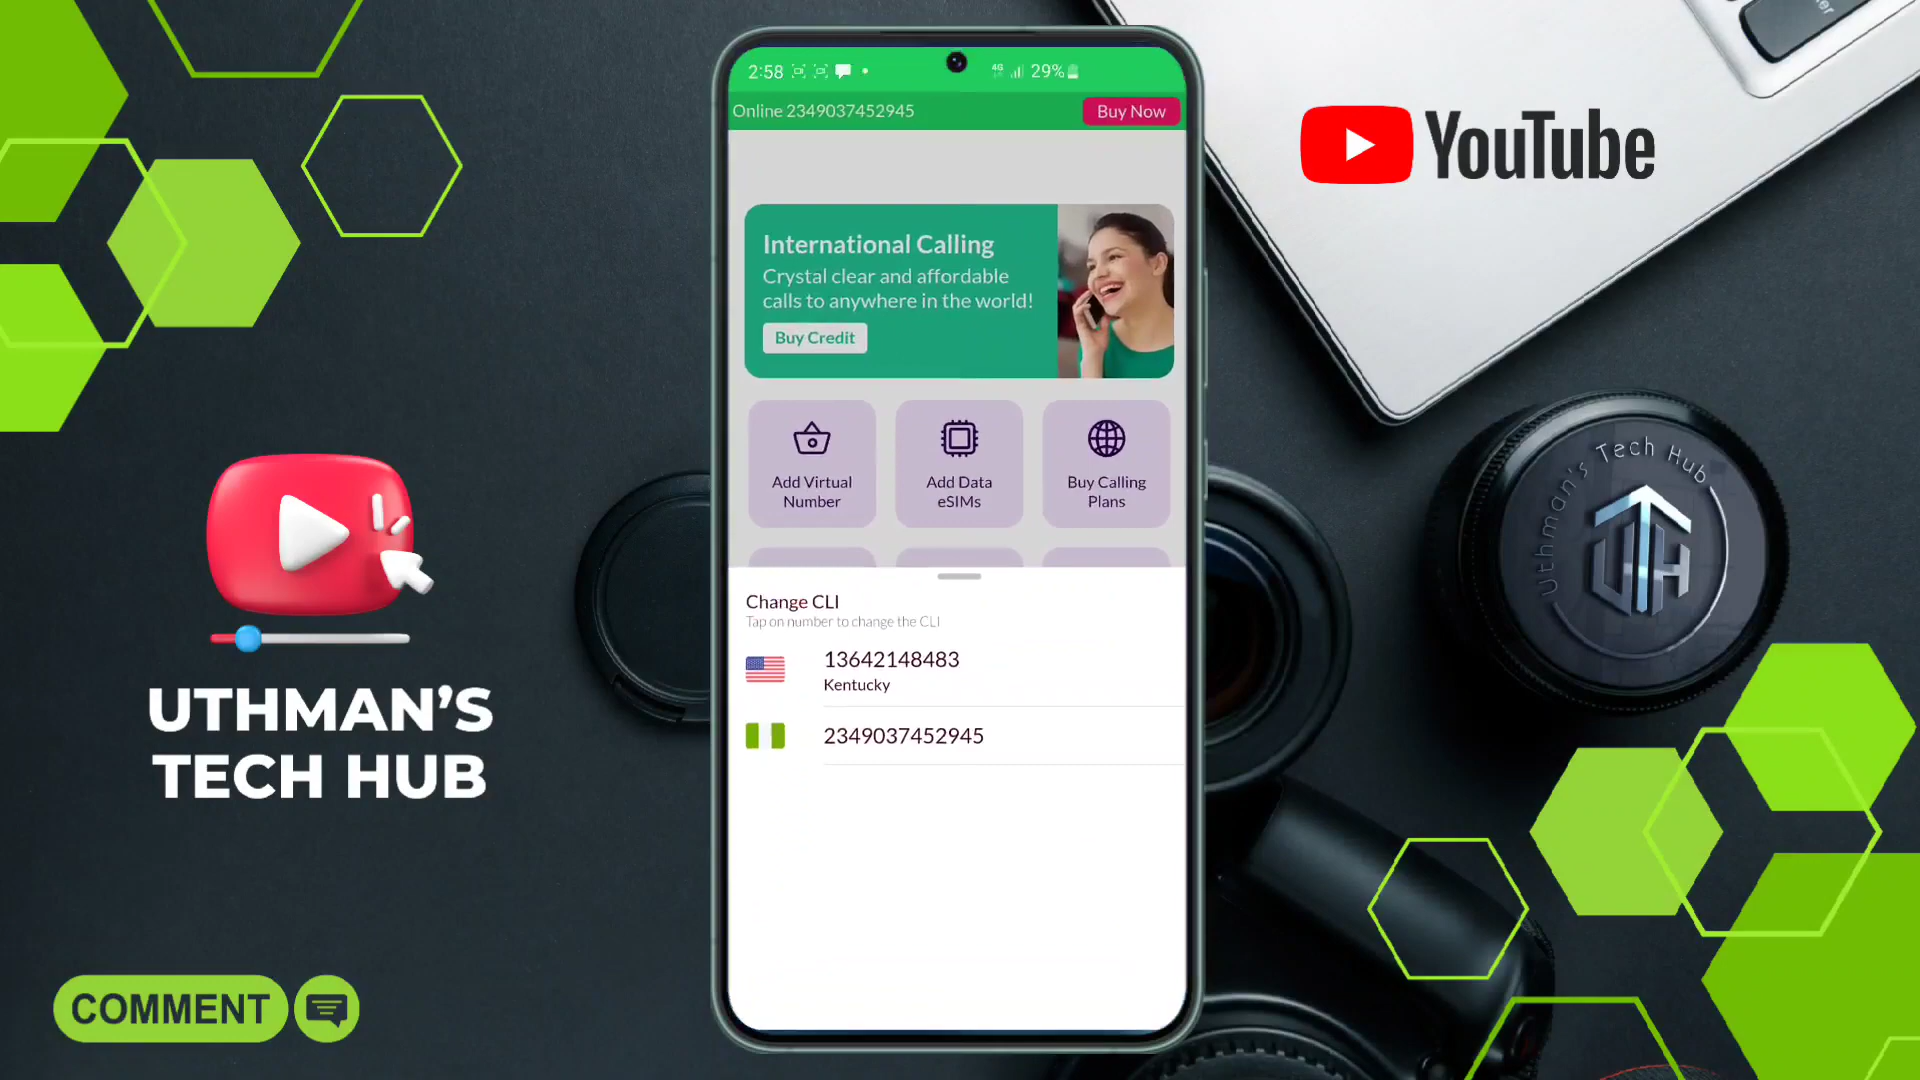 2:58
4G
29%
Online 2349037452945
Buy Now
International Calling
Crystal clear and affordable
calls to anywhere in the world!
Buy Credit
Add Virtual
Number
Add Data
eSIMs
Buy Calling
Plans
Change CLI
Tap on number to change the CLI
13642148483
Kentucky
2349037452945
YouTube
UTHMAN'S
TECH HUB
COMMENT
Uthman's Tech Hub
UTH